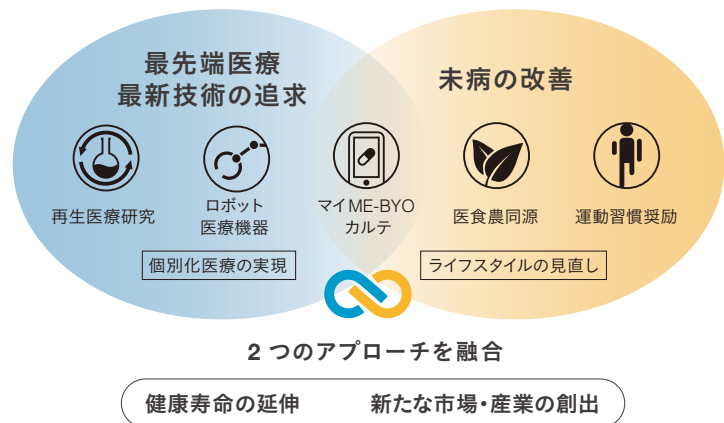 最先端医療
最新技術の追求
未病の改善
再生医療研究
ロボット
医療機器
マイME-BYO
カルテ
医食農同源
運動習慣奨励
個別化医療の実現
ライフスタイルの見直し
2つのアプローチを融合
健康寿命の延伸
新たな市場・産業の創出